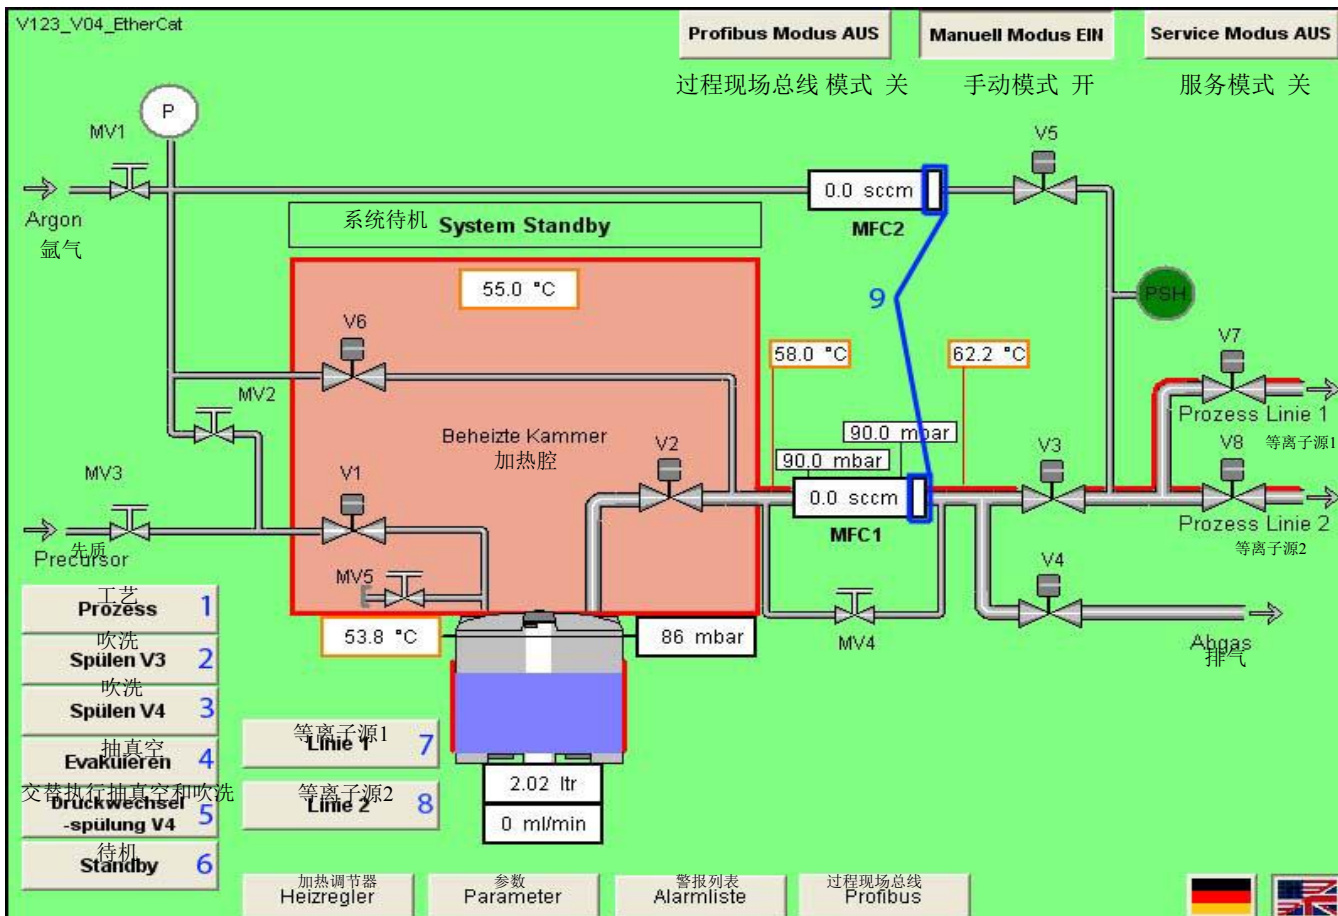 V123_V04_EtherCat
Profibus Modus AUS
Manuell Modus EIN
Service Modus AUS
过程现场总线 模式 关
手动模式 开
服务模式 关
P
MV1
V5
0.0 sccm
Argon
氩气
系统待机 System Standby
MFC2
55.0 °C
9
PSH
V6
V7
58.0 °C
62.2 °C
MV2
Prozess Linie 1
等离子源1
Beheizte Kammer
加热腔
90.0 mbar
90.0 mbar
V2
V3
V8
MV3
V1
0.0 sccm
MFC1
Prozess Linie 2
等离子源2
先质
Precursor
MV5
V4
工艺
Prozess 1
53.8 °C
86 mbar
MV4
Abgas
排气
吹洗
Spülen V3 2
吹洗
Spülen V4 3
等离子源1
Linie 1 7
抽真空
Evakuieren 4
2.02 ltr
交替执行抽真空和吹洗
Druckwechsel
-spülung V4 5
等离子源2
Linie 2 8
0 ml/min
待机
Standby 6
加热调节器
Heizregler
参数
Parameter
警报列表
Alarmliste
过程现场总线
Profibus